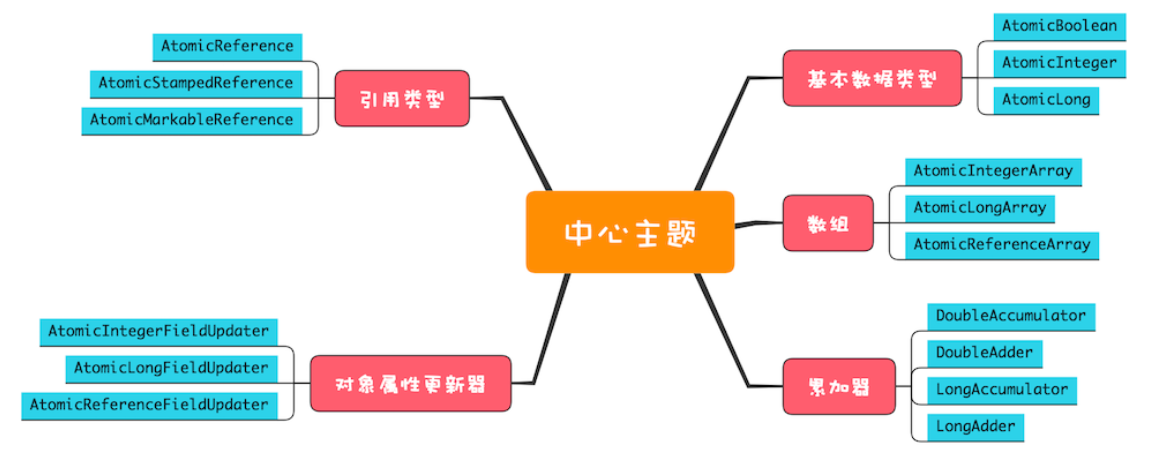 中心主题
基本数据类型
AtomicBoolean
AtomicInteger
AtomicLong
数组
AtomicIntegerArray
AtomicLongArray
AtomicReferenceArray
累加器
DoubleAccumulator
DoubleAdder
LongAccumulator
LongAdder
引用类型
AtomicReference
AtomicStampedReference
AtomicMarkableReference
对象属性更新器
AtomicIntegerFieldUpdater
AtomicLongFieldUpdater
AtomicReferenceFieldUpdater